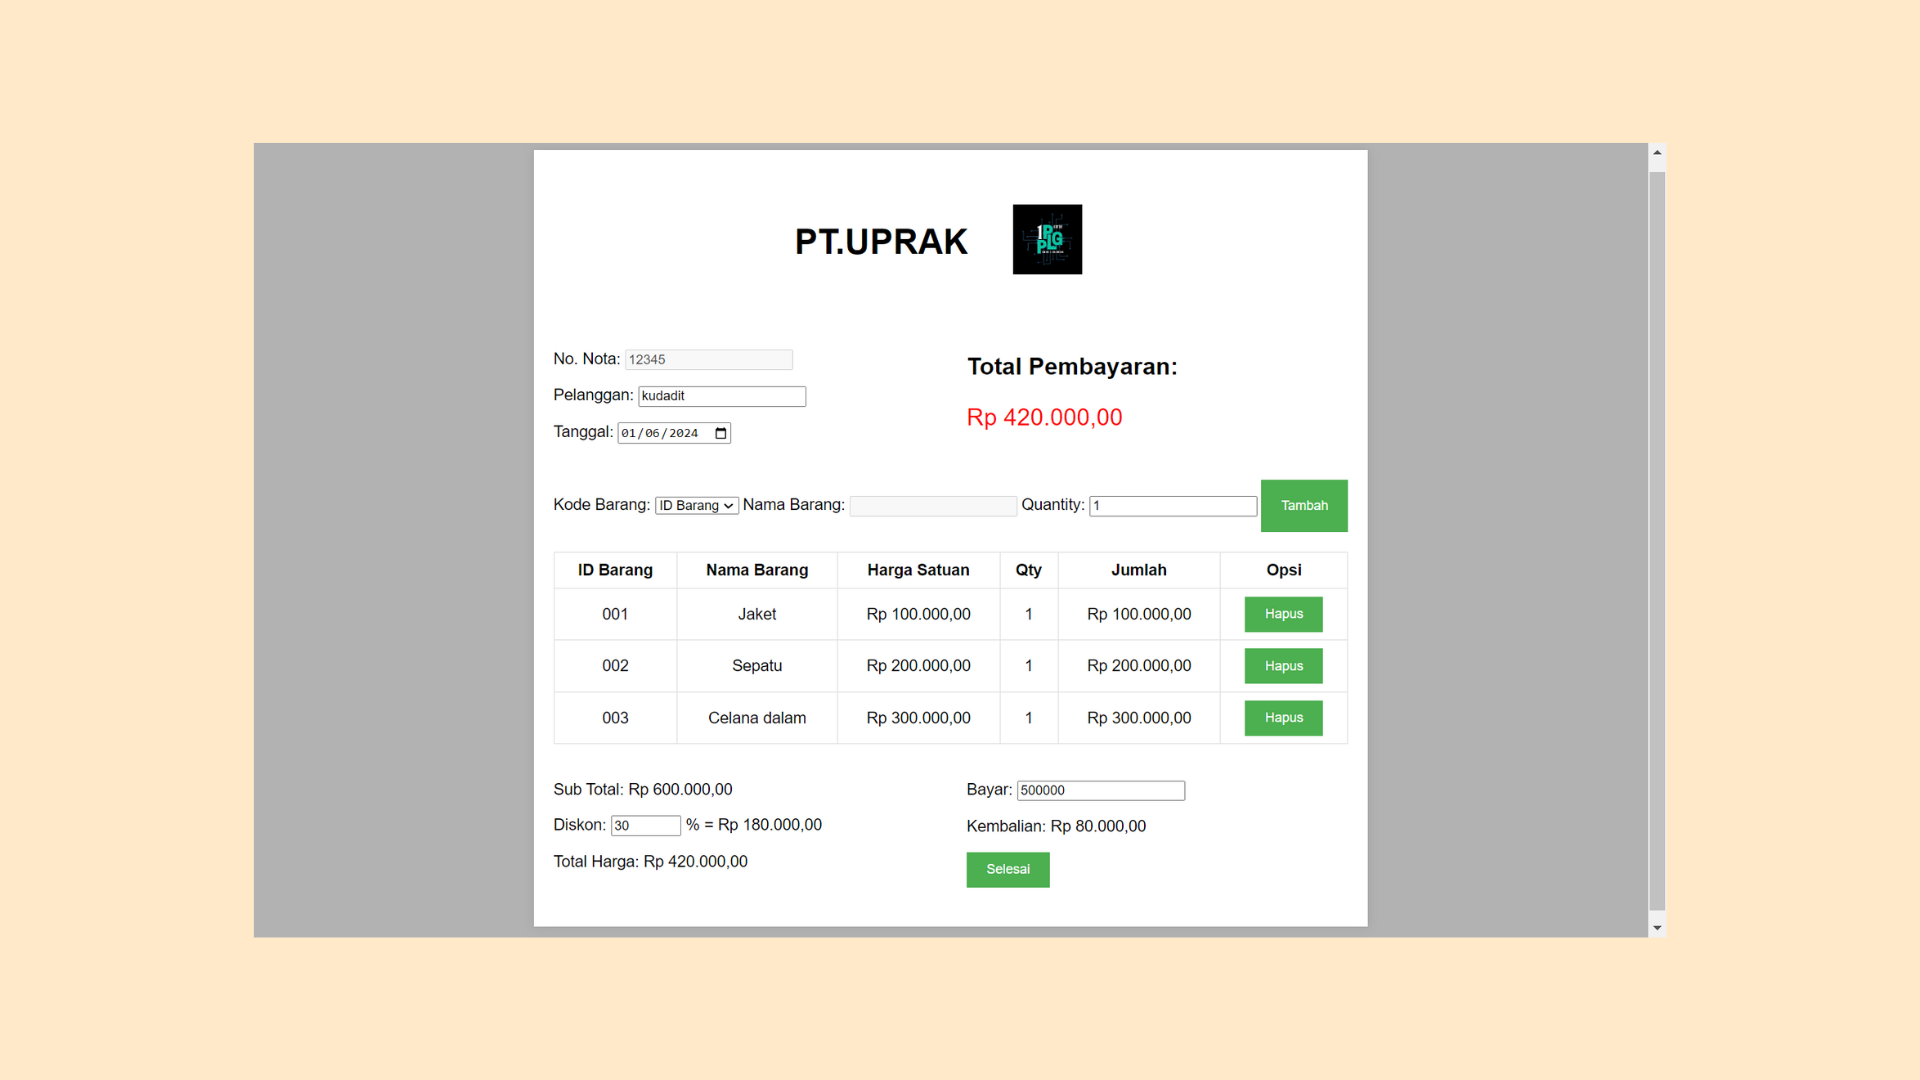 PT.UPRAK
PPLG
No. Nota: 12345
Pelanggan: kudadit
Tanggal: 01/06/2024
Total Pembayaran:
Rp 420.000,00
Kode Barang: ID Barang Nama Barang: Quantity: 1 Tambah
ID Barang Nama Barang Harga Satuan Qty Jumlah Opsi
001 Jaket Rp 100.000,00 1 Rp 100.000,00 Hapus
002 Sepatu Rp 200.000,00 1 Rp 200.000,00 Hapus
003 Celana dalam Rp 300.000,00 1 Rp 300.000,00 Hapus
Sub Total: Rp 600.000,00
Diskon: 30 % = Rp 180.000,00
Total Harga: Rp 420.000,00
Bayar: 500000
Kembalian: Rp 80.000,00
Selesai